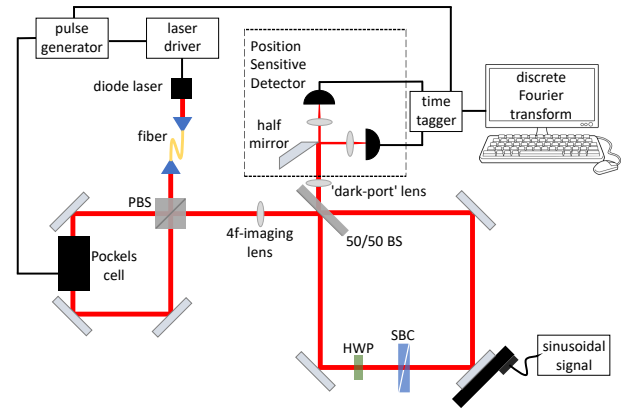 pulse
generator
laser
driver
diode laser
fiber
Position
Sensitive
Detector
half
mirror
time
tagger
discrete
Fourier
transform
'dark-port' lens
PBS
4f-imaging
lens
50/50 BS
Pockels
cell
HWP
SBC
sinusoidal
signal